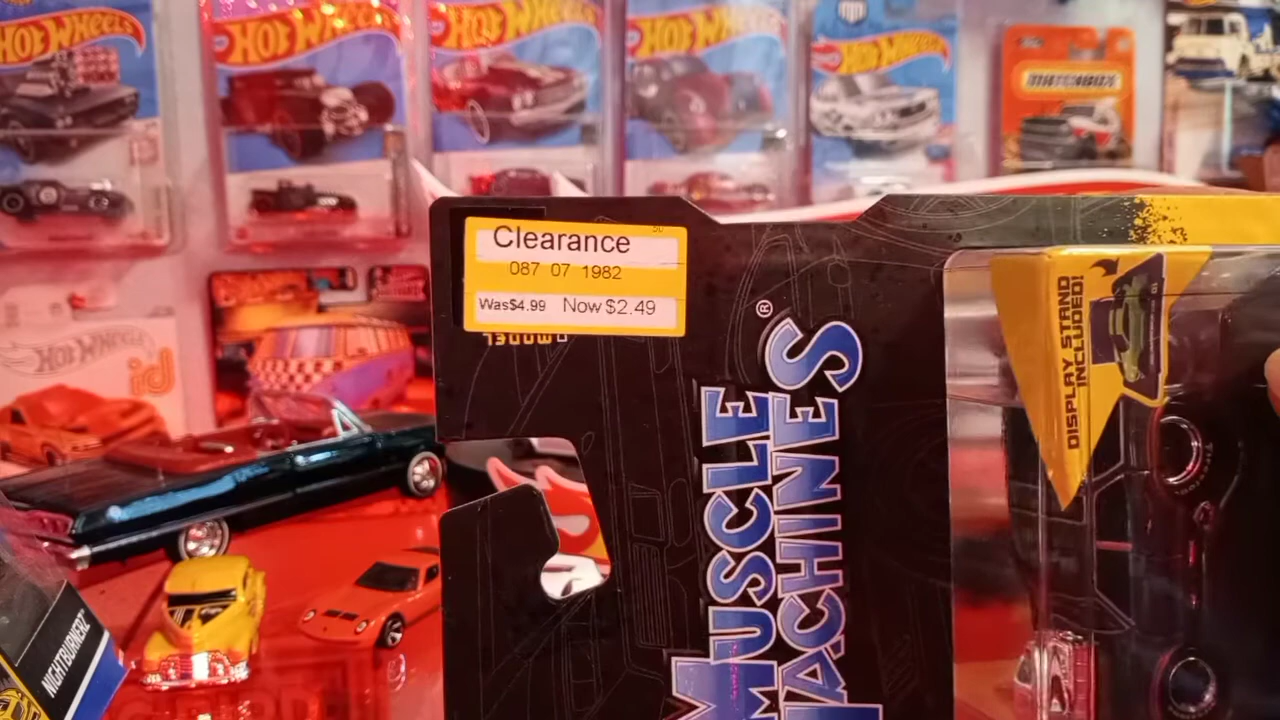 HOT WHEELS
HOT WHEELS
HOT WHEELS
HOT WHEELS
HOT WHEELS
MATCHBOX
Clearance
087 07 1982
Was$4.99 Now $2.49
MUSCLE
MACHINES®
DISPLAY STAND
INCLUDED!
HOT WHEELS
id
NIGHTBURNERZ